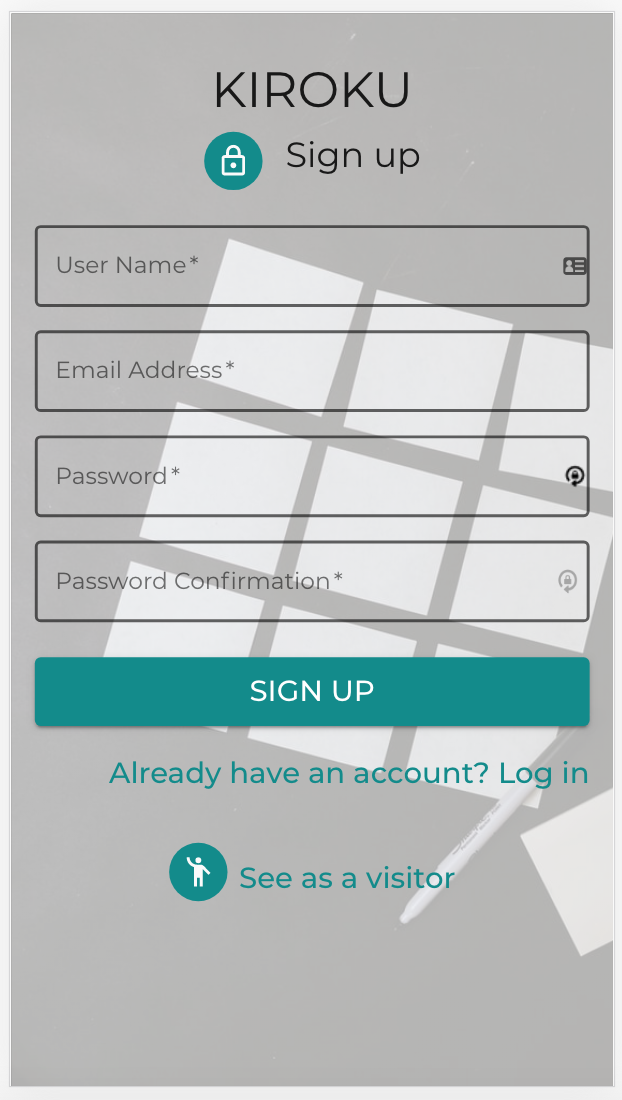 KIROKU
Sign up
User Name*
Email Address*
Password*
Password Confirmation*
SIGN UP
Already have an account? Log in
See as a visitor